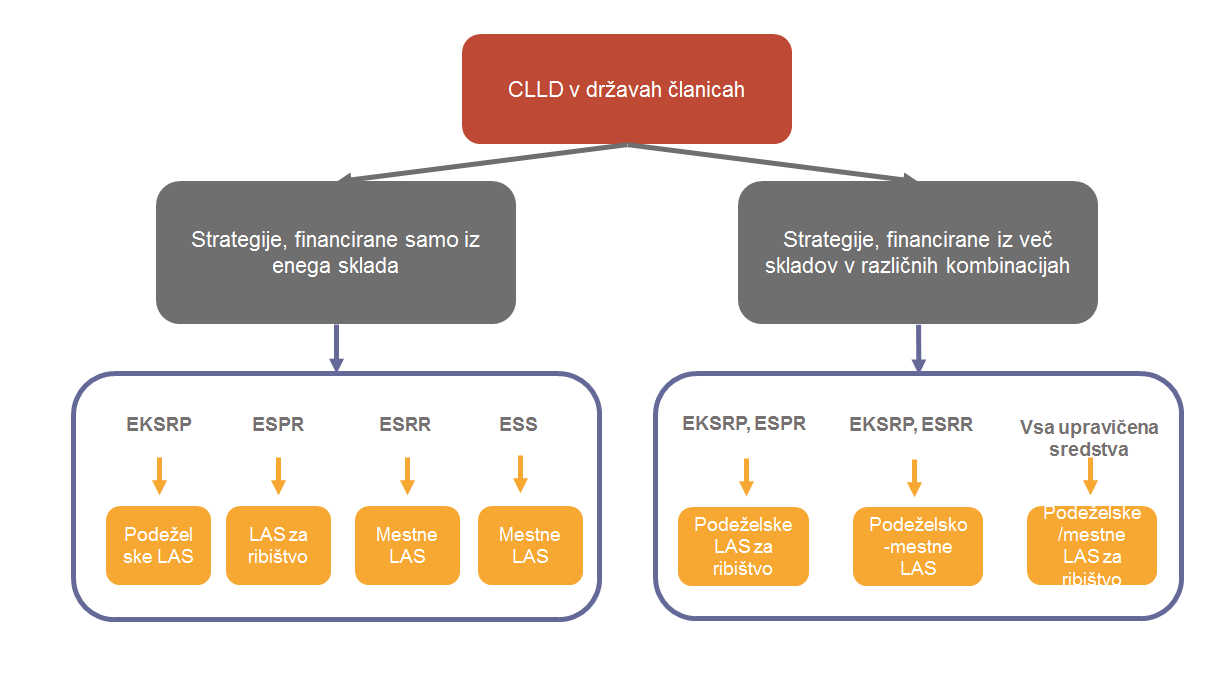 CLLD v državah članicah
Strategije, financirane samo iz
enega sklada
Strategije, financirane iz več
skladov v različnih kombinacijah
EKSRP
ESPR
ESRR
ESS
Podežel
ske LAS
LAS za
ribištvo
Mestne
LAS
Mestne
LAS
EKSRP, ESPR
EKSRP, ESRR
Vsa upravičena
sredstva
Podeželske
LAS za
ribištvo
Podeželsko
-mestne
LAS
Podeželske
/mestne
LAS za
ribištvo